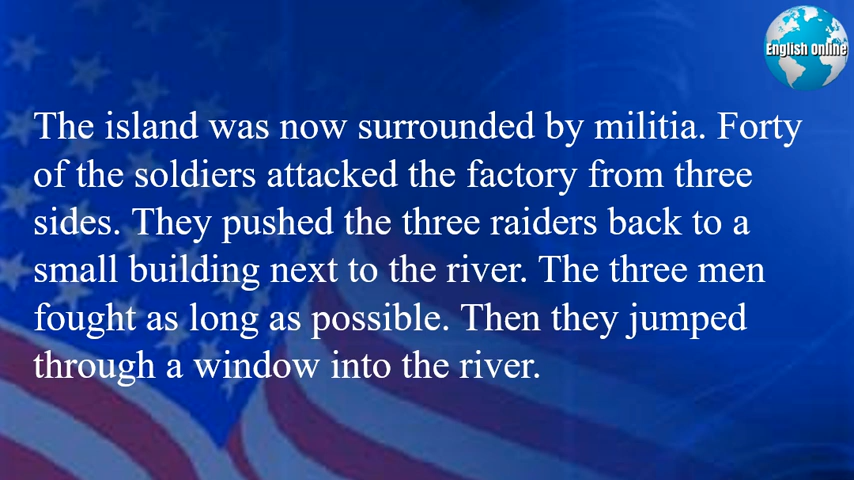 English Online
The island was now surrounded by militia. Forty
of the soldiers attacked the factory from three
sides. They pushed the three raiders back to a
small building next to the river. The three men
fought as long as possible. Then they jumped
through a window into the river.